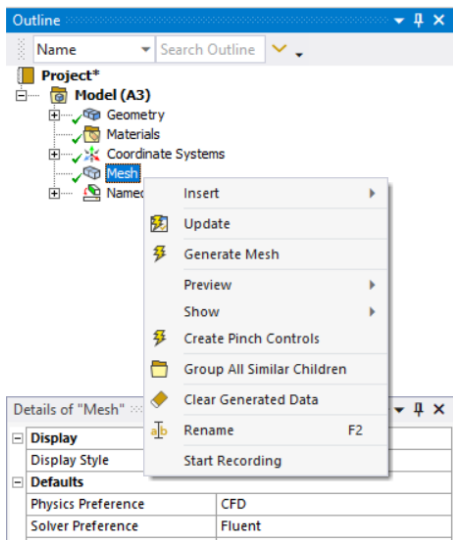 Outline
Name Search Outline
Project*
Model (A3)
Geometry
Materials
Coordinate Systems
Mesh
Named
Insert
Update
Generate Mesh
Preview
Show
Create Pinch Controls
Group All Similar Children
Clear Generated Data
Rename F2
Start Recording
Details of "Mesh"
Display
Display Style
Defaults
Physics Preference CFD
Solver Preference Fluent